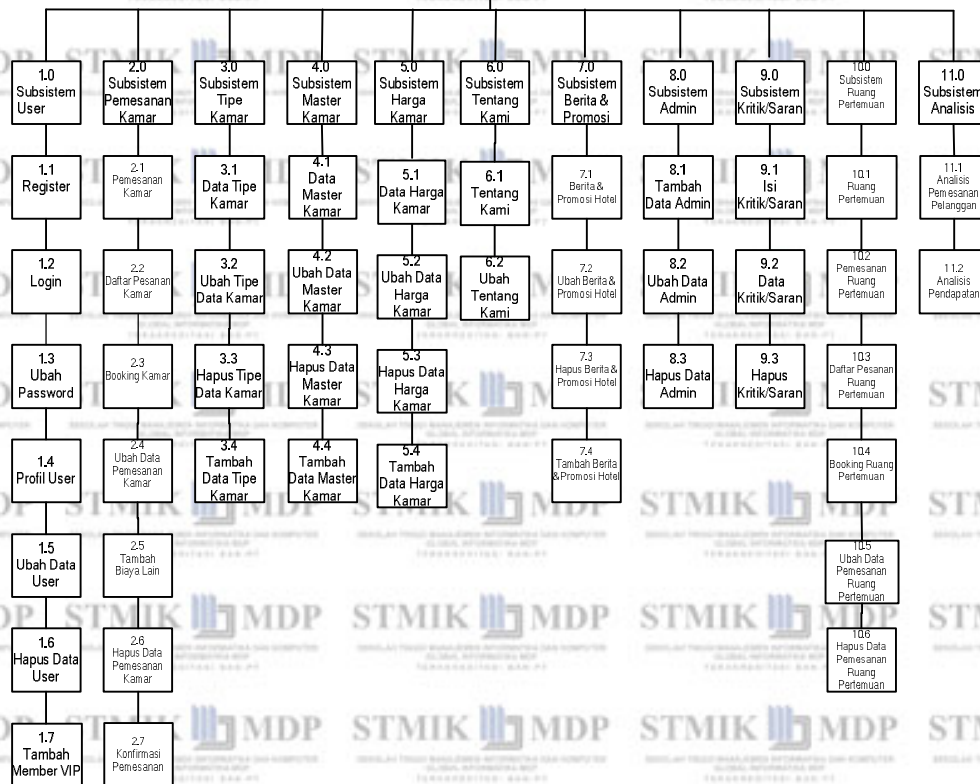 1.0
Subsistem
User
1.1
Register
1.2
Login
1.3
Ubah
Password
1.4
Profil User
1.5
Ubah Data
User
1.6
Hapus Data
User
1.7
Tambah
Member VIP
2.0
Subsistem
Pemesanan
Kamar
2.1
Pemesanan
Kamar
2.2
Daftar Pesanan
Kamar
2.3
Booking Kamar
2.4
Ubah Data
Pemesanan
Kamar
2.5
Tambah
Biaya Lain
2.6
Hapus Data
Pemesanan
Kamar
2.7
Konfirmasi
Pemesanan
3.0
Subsistem
Tipe
Kamar
3.1
Data Tipe
Kamar
3.2
Ubah Tipe
Data Kamar
3.3
Hapus Tipe
Data Kamar
3.4
Tambah
Data Tipe
Kamar
4.0
Subsistem
Master
Kamar
4.1
Data
Master
Kamar
4.2
Ubah Data
Master
Kamar
4.3
Hapus Data
Master
Kamar
4.4
Tambah
Data Master
Kamar
5.0
Subsistem
Harga
Kamar
5.1
Data Harga
Kamar
5.2
Ubah Data
Harga
Kamar
5.3
Hapus Data
Harga
Kamar
5.4
Tambah
Data Harga
Kamar
6.0
Subsistem
Tentang
Kami
6.1
Tentang
Kami
6.2
Ubah
Tentang
Kami
7.0
Subsistem
Berita &
Promosi
7.1
Berita &
Promosi Hotel
7.2
Ubah Berita &
Promosi Hotel
7.3
Hapus Berita &
Promosi Hotel
7.4
Tambah Berita
&Promosi Hotel
8.0
Subsistem
Admin
8.1
Tambah
Data Admin
8.2
Ubah Data
Admin
8.3
Hapus Data
Admin
9.0
Subsistem
Kritik/Saran
9.1
Isi
Kritik/Saran
9.2
Data
Kritik/Saran
9.3
Hapus
Kritik/Saran
10.0
Subsistem
Ruang
Pertemuan
10.1
Ruang
Pertemuan
10.2
Pemesanan
Ruang
Pertemuan
10.3
Daftar Pesanan
Ruang
Pertemuan
10.4
Booking Ruang
Pertemuan
10.5
Ubah Data
Pemesanan
Ruang
Pertemuan
10.6
Hapus Data
Pemesanan
Ruang
Pertemuan
11.0
Subsistem
Analisis
11.1
Analisis
Pemesanan
Pelanggan
11.2
Analisis
Pendapatan
STMIK MDP